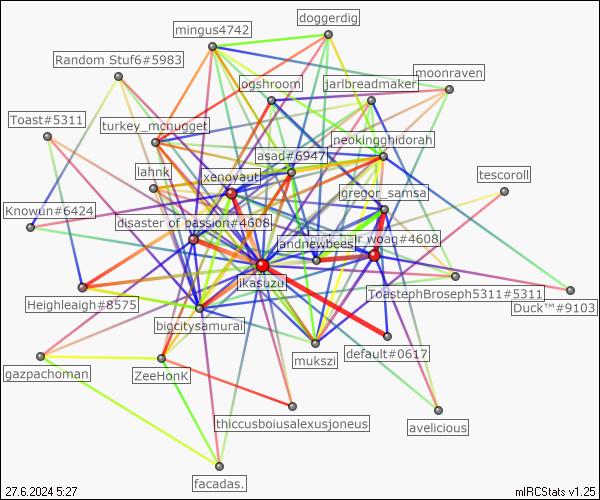 doggerdig
mingus4742
Random Stuf6#5983
moonraven
ogshroom
jarlbreadmaker
Toast#5311
turkey_mcnugget
neokingghidorah
asad#6947
lahnk
xenoyaut
tescoroll
gregor_samsa
Knowun#6424
disaster of passion#4608
andnewbees
woag#4608
ikasuzu
ToastephBroseph5311#5311
Heighleaigh#8575
Duck™#9103
bigcitysamurai
mukszi
default#0617
gazpachoman
ZeeHonK
thiccusboiusalexusjoneus
avelicious
facadas.
27.6.2024 5:27
mIRCStats v1.25